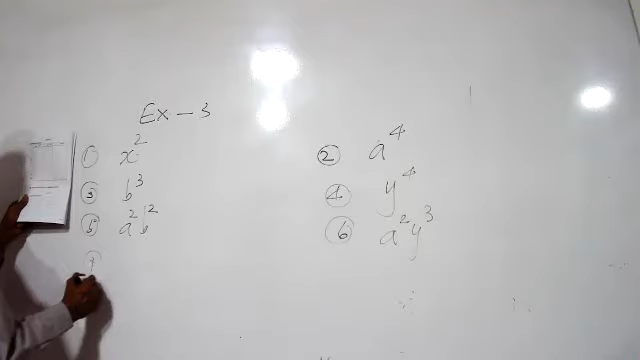 Ex - 3
① x² ② a⁴
③ b³ ④ y⁴
⑤ a²b² ⑥ a²y³